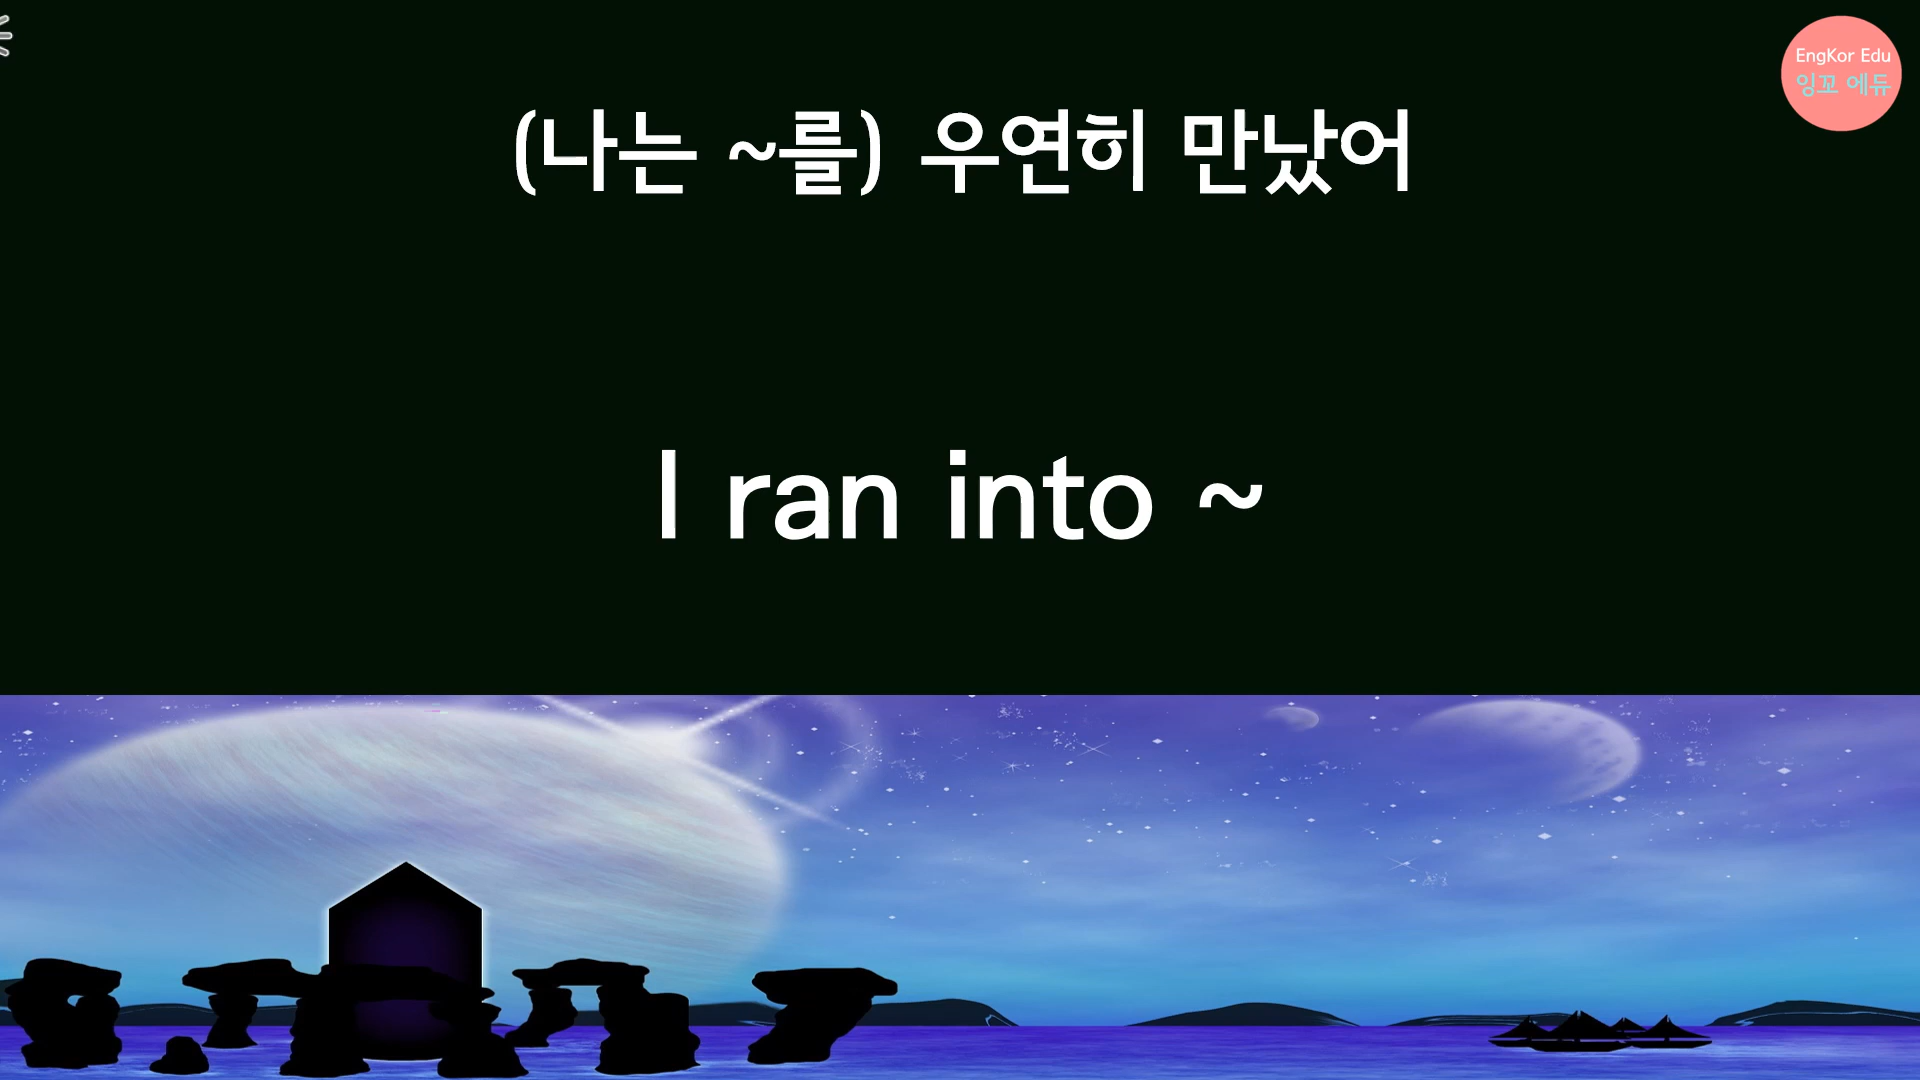 EngKor Edu
잉꼬 에듀
(나는 ~를) 우연히 만났어
I ran into ~